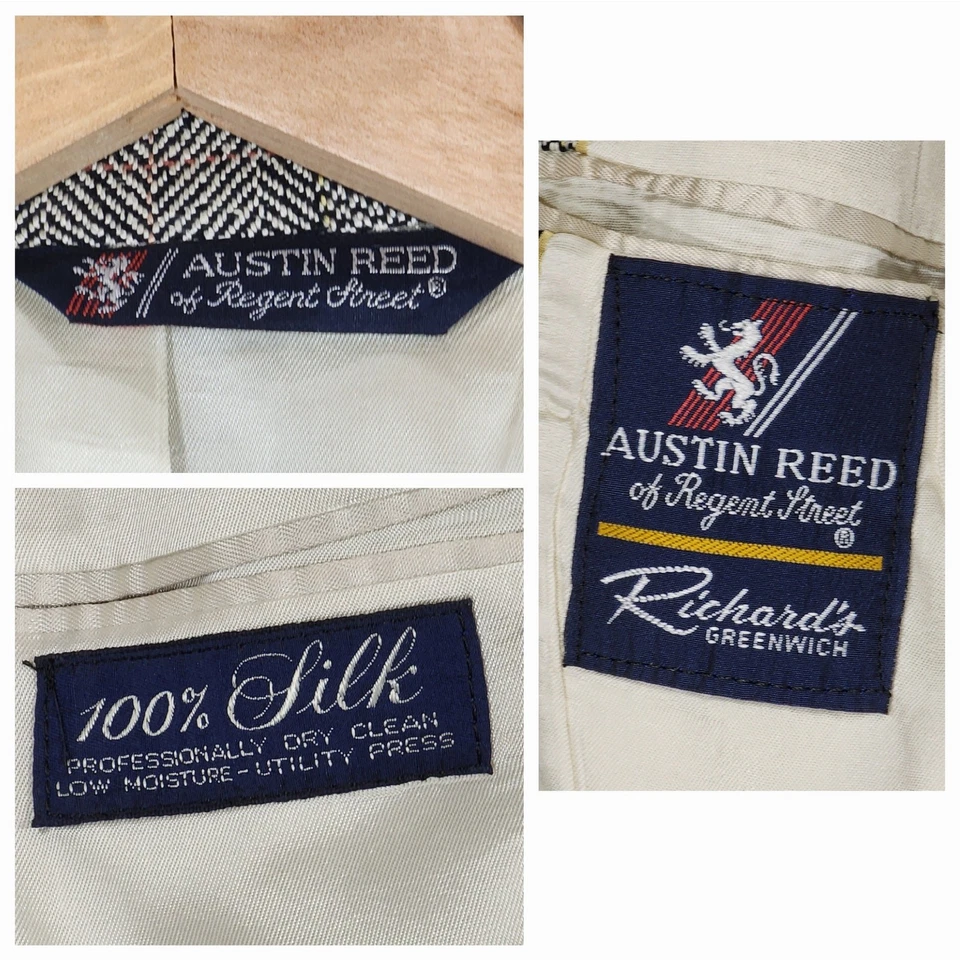 AUSTIN REED
of Regent Street ®
100% Silk
PROFESSIONALLY DRY CLEAN
LOW MOISTURE-UTILITY PRESS
AUSTIN REED
of Regent Street
®
Richard's
GREENWICH